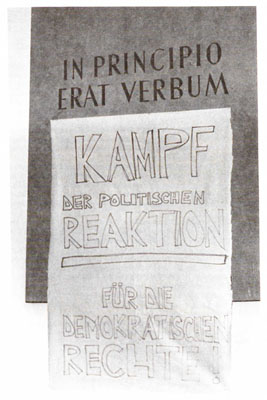 IN PRINCIPIO
ERAT VERBUM
KAMPF
DER POLITISCHEN
REAKTION
FÜR DIE
DEMOKRATISCHEN
RECHTE!